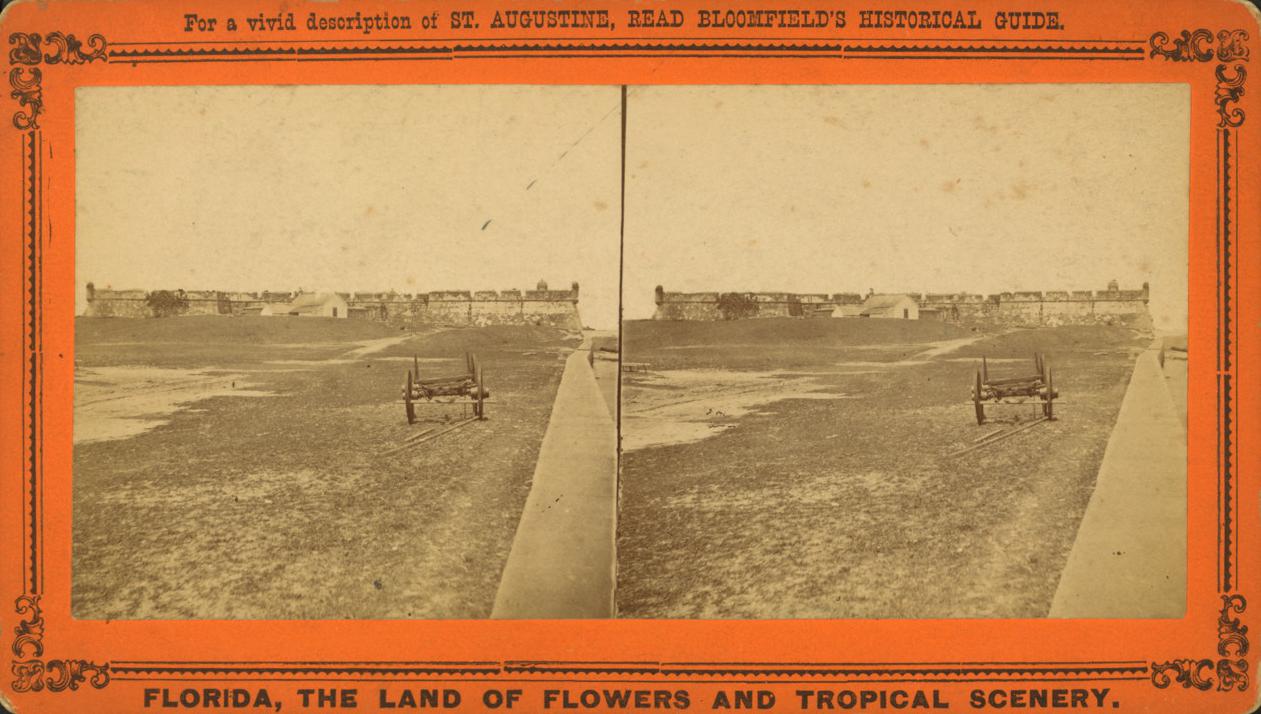 For a vivid description of ST. AUGUSTINE, READ BLOOMFIELD'S HISTORICAL GUIDE.
FLORIDA, THE LAND OF FLOWERS AND TROPICAL SCENERY.